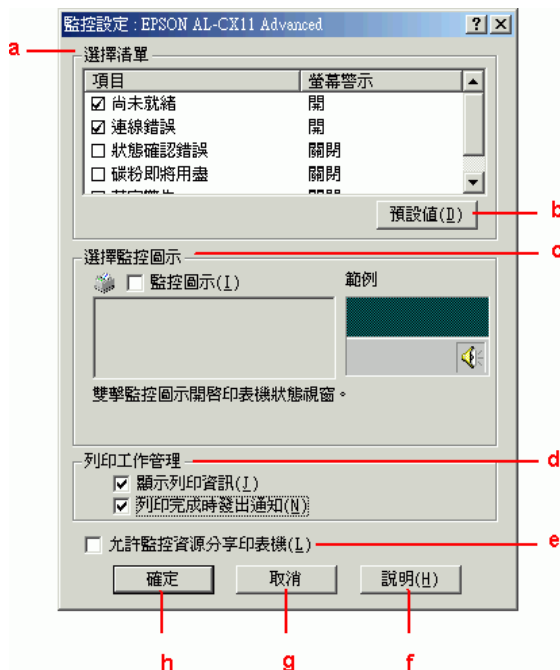 監控設定 : EPSON AL-CX11 Advanced
a
選擇清單
項目 螢幕警示
尚未就緒 開
連線錯誤 開
狀態確認錯誤 關閉
碳粉即將用盡 關閉
預設值(D)
b
c
選擇監控圖示
監控圖示(I)
範例
雙擊監控圖示開啓印表機狀態視窗。
列印工作管理
d
顯示列印資訊(J)
列印完成時發出通知(N)
允許監控資源分享印表機(L)
e
確定 取消 說明(H)
h g f